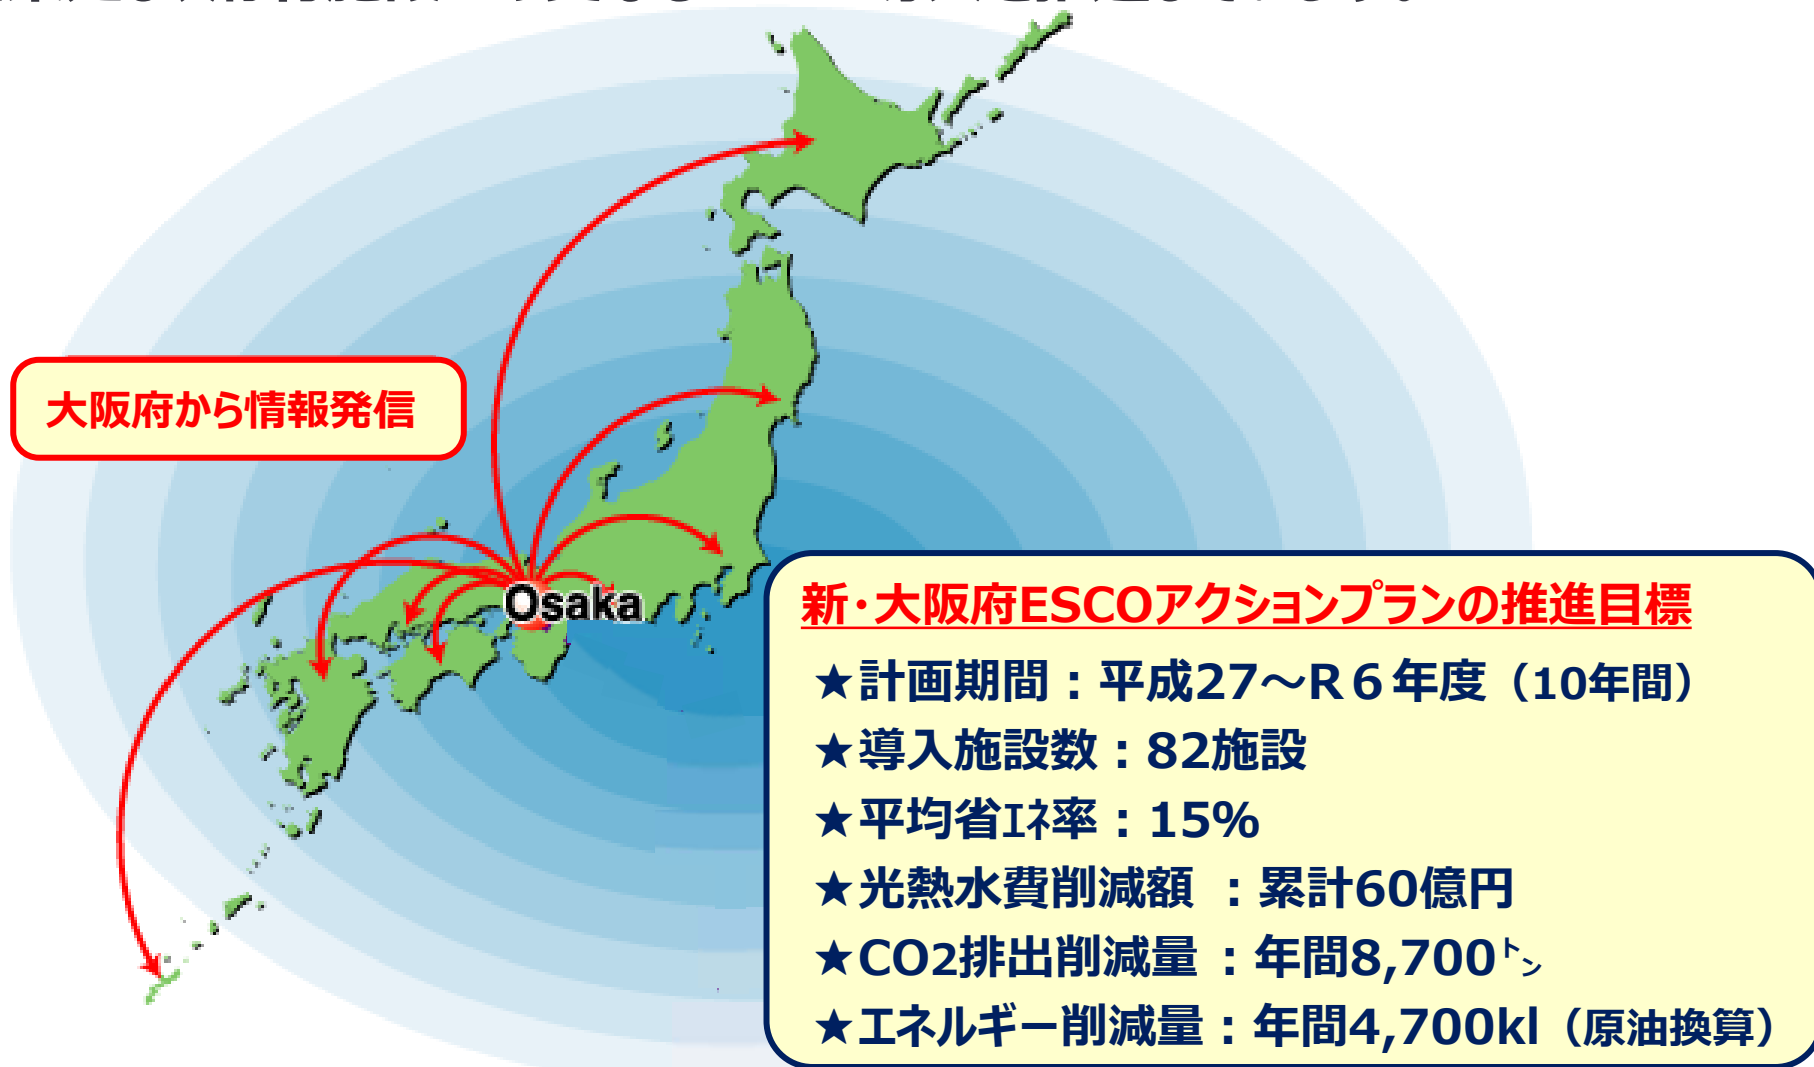 大阪府から情報発信
Osaka
新・大阪府ESCOアクションプランの推進目標
★計画期間：平成27～R６年度（10年間）
★導入施設数：82施設
★平均省ｴﾈ率：15%
★光熱水費削減額 ：累計60億円
★CO2排出削減量 ：年間8,700㌧
★エネルギー削減量：年間4,700kl（原油換算）